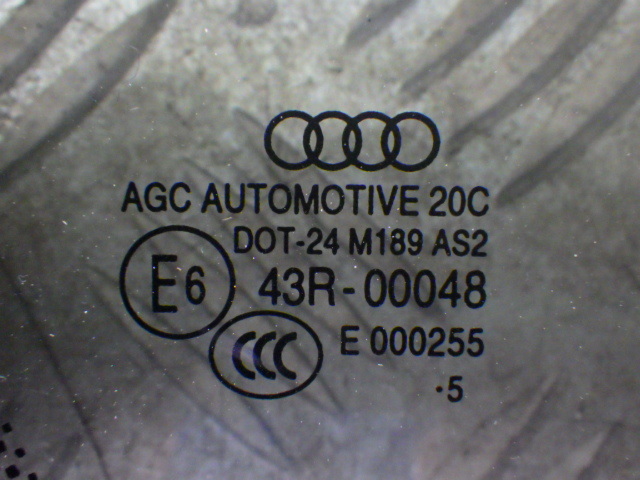 AGC AUTOMOTIVE 20C
DOT-24 M189 AS2
E6 43R-00048
CCC E 000255
·5